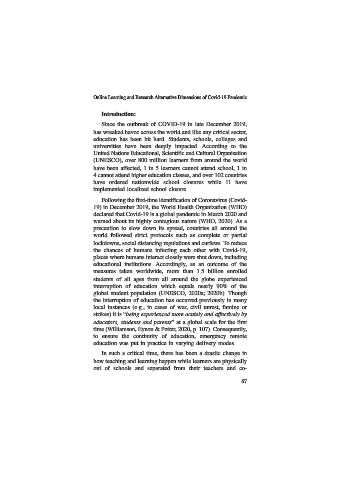 Online Learning and Research Alternative Dimensions of Covid-19 Pandemic
Introduction:
Since the outbreak of COVID-19 in late December 2019,
has wreaked havoc across the world and like any critical sector,
education has been hit hard. Students, schools, colleges and
universities have been deeply impacted. According to the
United Nations Educational, Scientific and Cultural Organization
(UNESCO), over 800 million learners from around the world
have been affected, 1 in 5 learners cannot attend school, 1 in
4 cannot attend higher education classes, and over 102 countries
have ordered nationwide school closures while 11 have
implemented localized school closure.
Following the first-time identification of Coronavirus (Covid-
19) in December 2019, the World Health Organization (WHO)
declared that Covid-19 is a global pandemic in March 2020 and
warned about its highly contagious nature (WHO, 2020). As a
precaution to slow down its spread, countries all around the
world followed strict protocols such as complete or partial
lockdowns, social distancing regulations and curfews. To reduce
the chances of humans infecting each other with Covid-19,
places where humans interact closely were shut down, including
educational institutions. Accordingly, as an outcome of the
measures taken worldwide, more than 1.5 billion enrolled
students of all ages from all around the globe experienced
interruption of education which equals nearly 90% of the
global student population (UNESCO, 2020a; 2020b). Though
the interruption of education has occurred previously in many
local instances (e.g., in cases of war, civil unrest, famine or
strikes) it is "being experienced more acutely and affectively by
educators, students and parents" at a global scale for the first
time (Williamson, Eynon & Potter, 2020, p. 107). Consequently,
to ensure the continuity of education, emergency remote
education was put in practice in varying delivery modes.
In such a critical time, there has been a drastic change in
how teaching and learning happen while learners are physically
out of schools and separated from their teachers and co-
67